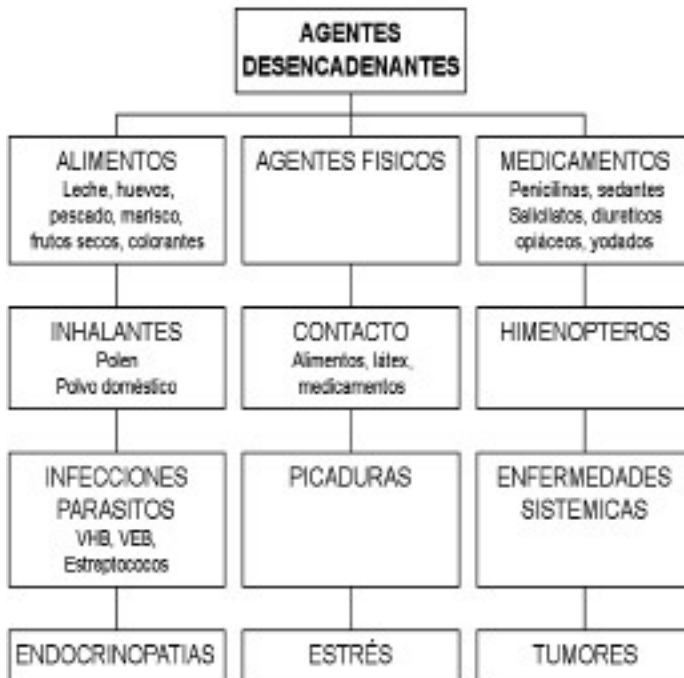 AGENTES
DESENCADENANTES
ALIMENTOS
Leche, huevos,
pescado, marisco,
frutos secos, colorantes
AGENTES FISICOS
MEDICAMENTOS
Penicilinas, sedantes
Salicilatos, diureticos
opiáceos, yodados
INHALANTES
Polen
Polvo doméstico
CONTACTO
Alimentos, látex,
medicamentos
HIMENOPTEROS
INFECCIONES
PARASITOS
VHB, VEB,
Estreptococos
PICADURAS
ENFERMEDADES
SISTEMICAS
ENDOCRINOPATIAS
ESTRÉS
TUMORES